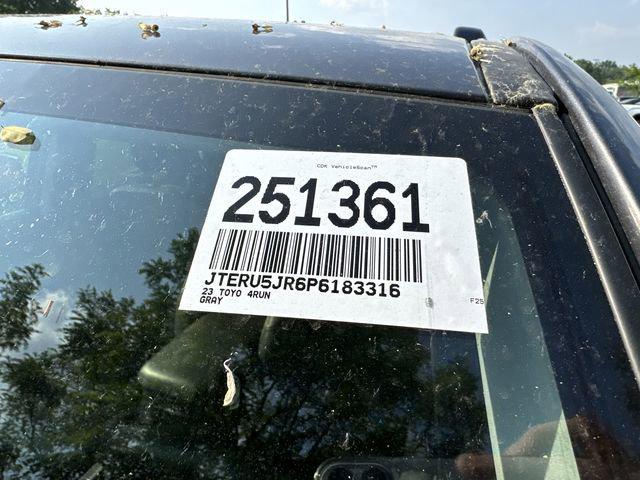 CDK VehicleScan™
251361
JTERU5JR6P6183316
23 TOYO 4RUN
GRAY
F25